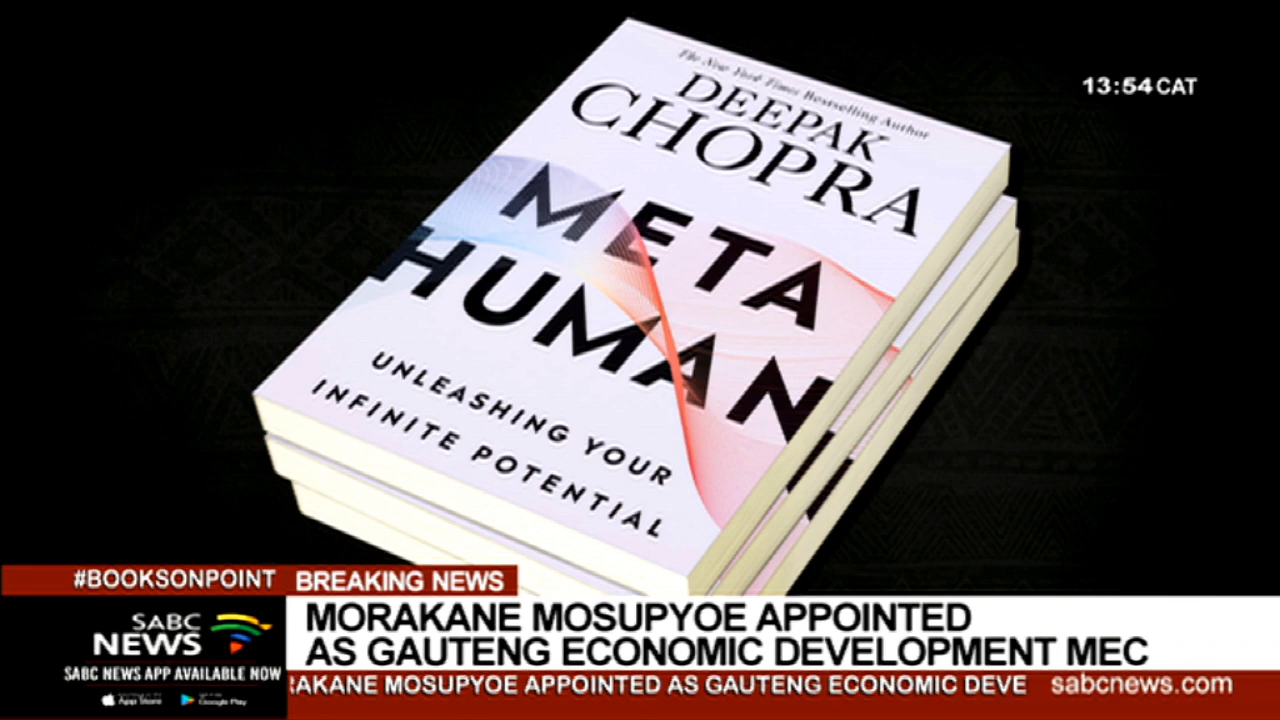 The New York Times Bestselling Author
DEEPAK
CHOPRA
META
HUMAN
UNLEASHING YOUR
INFINITE POTENTIAL
13:54 CAT
#BOOKSONPOINT
BREAKING NEWS
SABC
NEWS
SABC NEWS APP AVAILABLE NOW
App Store
Google Play
MORAKANE MOSUPYOE APPOINTED
AS GAUTENG ECONOMIC DEVELOPMENT MEC
RAKANE MOSUPYOE APPOINTED AS GAUTENG ECONOMIC DEVE
sabcnews.com